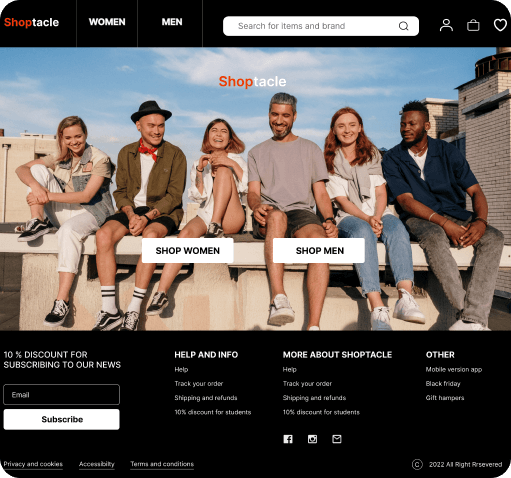 Shoptacle
WOMEN
MEN
Search for items and brand
Shoptacle
SHOP WOMEN
SHOP MEN
10 % DISCOUNT FOR
SUBSCRIBING TO OUR NEWS
Email
Subscribe
HELP AND INFO
Help
Track your order
Shipping and refunds
10% discount for students
MORE ABOUT SHOPTACLE
Help
Track your order
Shipping and refunds
10% discount for students
OTHER
Mobile version app
Black friday
Gift hampers
Privacy and cookies
Accessibilty
Terms and conditions
© 2022 All Right Rrsevered